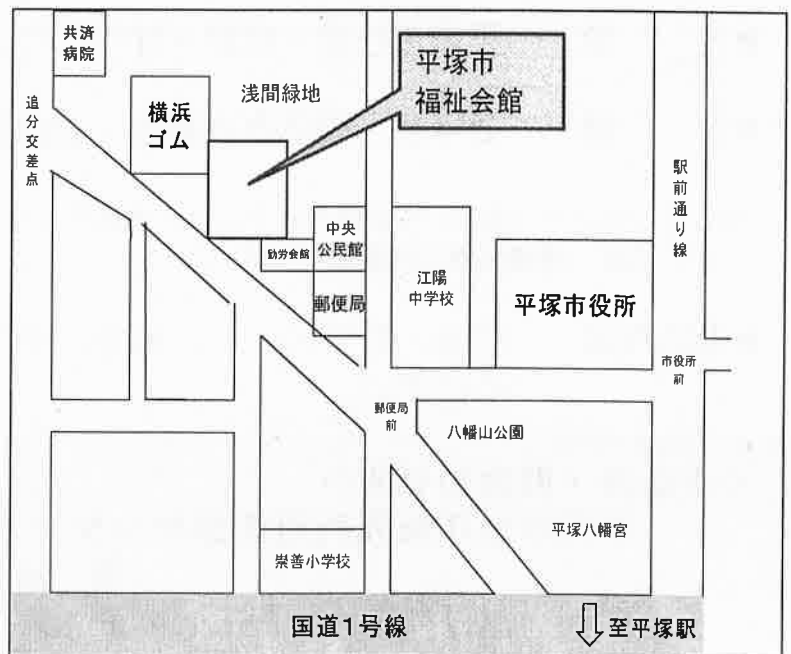 共済
病院
平塚市
福祉会館
浅間緑地
横浜
ゴム
追分交差点
駅前通り線
中央
公民館
勤労会館
江陽
中学校
平塚市役所
郵便局
市役所
前
郵便局
前
八幡山公園
平塚八幡宮
崇善小学校
国道1号線
至平塚駅